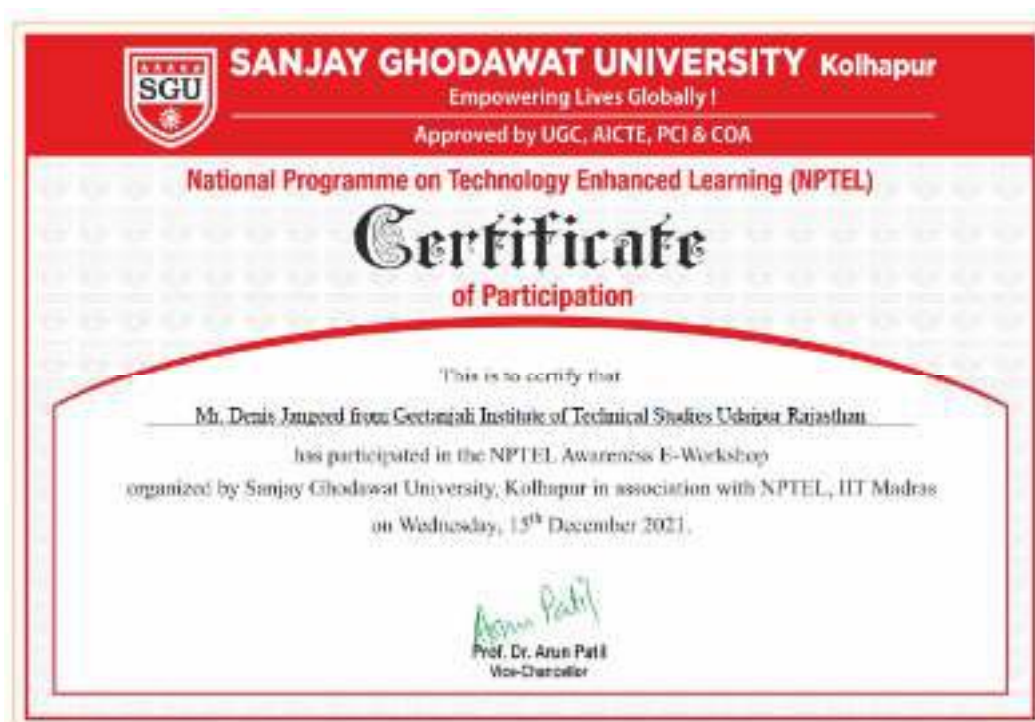 SGU
SANJAY GHODAWAT UNIVERSITY Kolhapur
Empowering Lives Globally !
Approved by UGC, AICTE, PCI & COA
National Programme on Technology Enhanced Learning (NPTEL)
Certificate
of Participation
This is to certify that
Mr. Denis Jangeed from Geetanjali Institute of Technical Studies Udaipur Rajasthan
has participated in the NPTEL Awareness E-Workshop
organized by Sanjay Ghodawat University, Kolhapur in association with NPTEL, IIT Madras
on Wednesday, 15th December 2021.
Arun Patil
Prof. Dr. Arun Patil
Vice-Chancellor